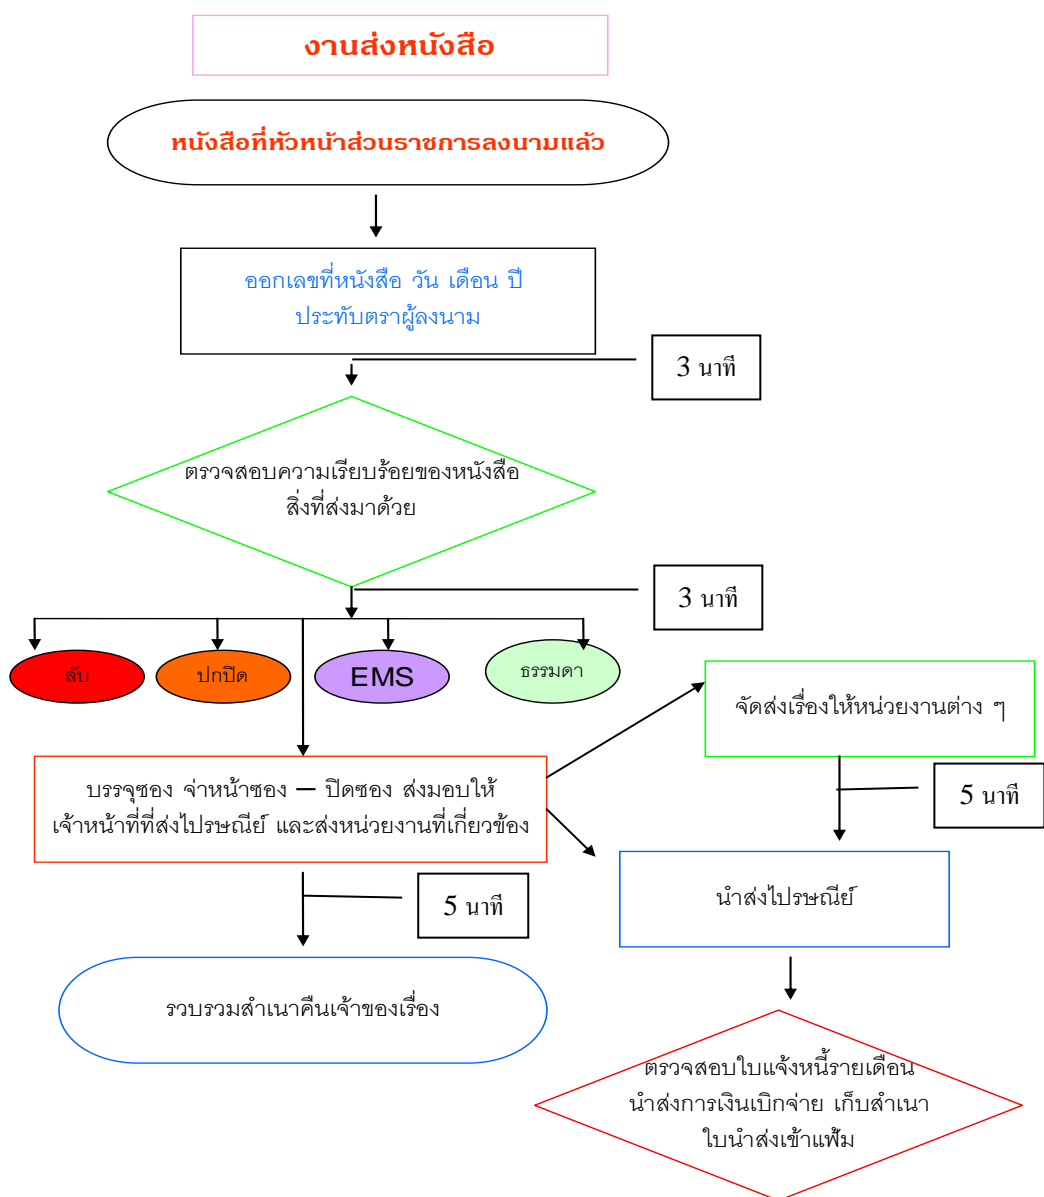 งานส่งหนังสือ
หนังสือที่หัวหน้าส่วนราชการลงนามแล้ว
ออกเลขที่หนังสือ วัน เดือน ปี
ประทับตราผู้ลงนาม
3 นาที
ตรวจสอบความเรียบร้อยของหนังสือ
สิ่งที่ส่งมาด้วย
3 นาที
ลับ
ปกปิด
EMS
ธรรมดา
จัดส่งเรื่องให้หน่วยงานต่าง ๆ
บรรจุซอง จ่าหน้าซอง – ปิดซอง ส่งมอบให้
เจ้าหน้าที่ที่ส่งไปรษณีย์ และส่งหน่วยงานที่เกี่ยวข้อง
5 นาที
นำส่งไปรษณีย์
5 นาที
รวบรวมสำเนาคืนเจ้าของเรื่อง
ตรวจสอบใบแจ้งหนี้รายเดือน
นำส่งการเงินเบิกจ่าย เก็บสำเนา
ใบนำส่งเข้าแฟ้ม